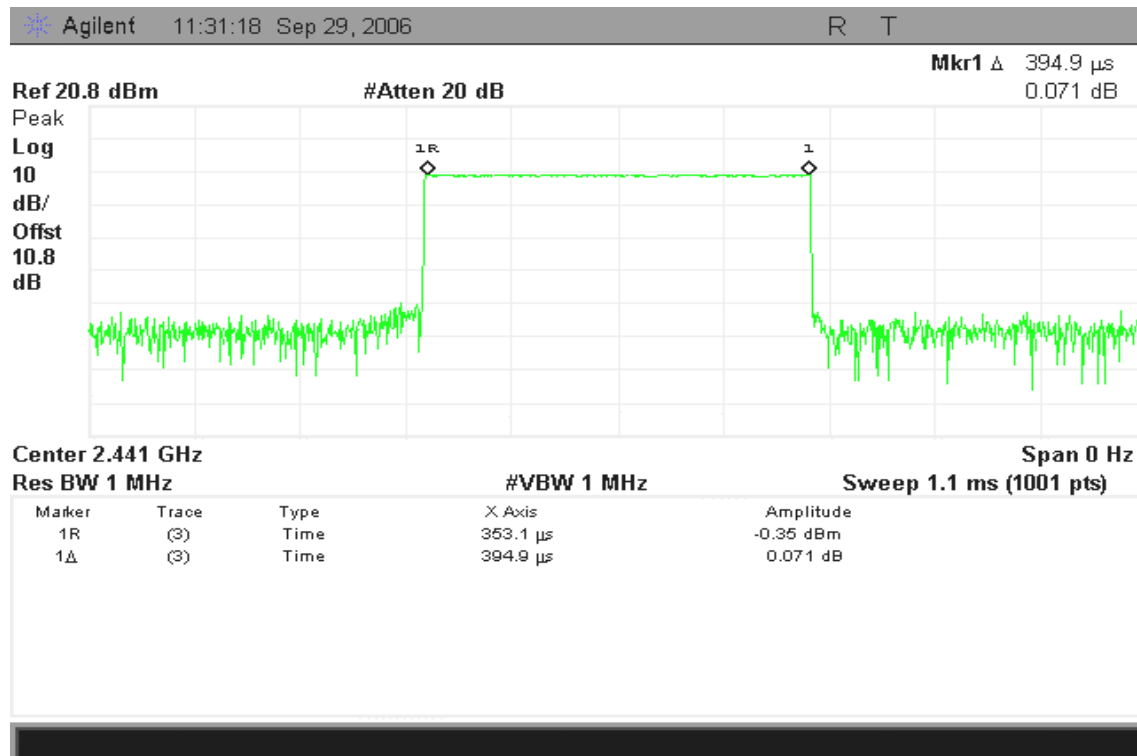 Agilent 11:31:18 Sep 29, 2006 R T
Mkr1 Δ 394.9 μs
Ref 20.8 dBm #Atten 20 dB 0.071 dB
Peak
Log
10
dB/
Offst
10.8
dB
1R 1
Center 2.441 GHz Span 0 Hz
Res BW 1 MHz #VBW 1 MHz Sweep 1.1 ms (1001 pts)
Marker Trace Type X Axis Amplitude
1R (3) Time 353.1 μs -0.35 dBm
1Δ (3) Time 394.9 μs 0.071 dB